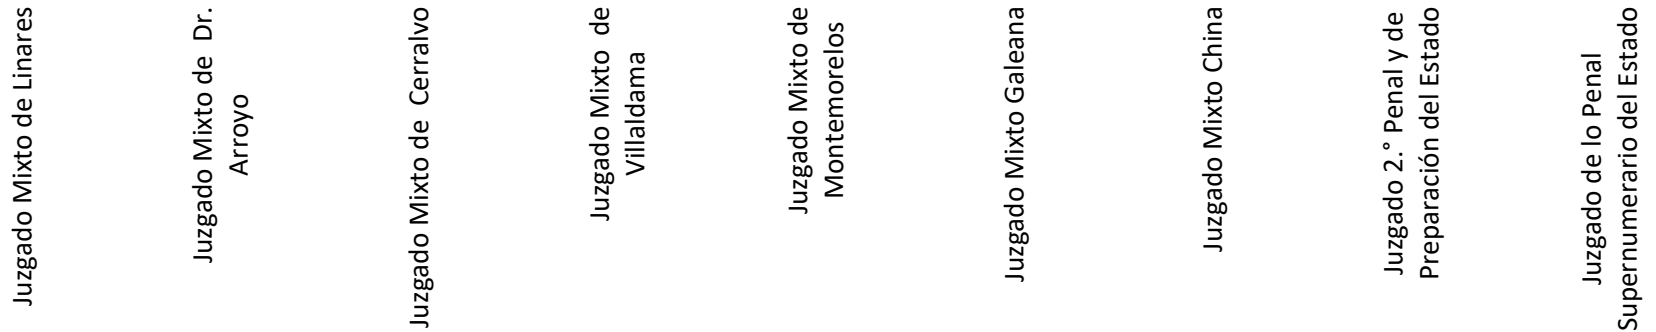 Juzgado Mixto de Linares
Juzgado Mixto de Dr.
Arroyo
Juzgado Mixto de Cerralvo
Juzgado Mixto de
Villaldama
Juzgado Mixto de
Montemorelos
Juzgado Mixto Galeana
Juzgado Mixto China
Juzgado 2.° Penal y de
Preparación del Estado
Juzgado de lo Penal
Supernumerario del Estado